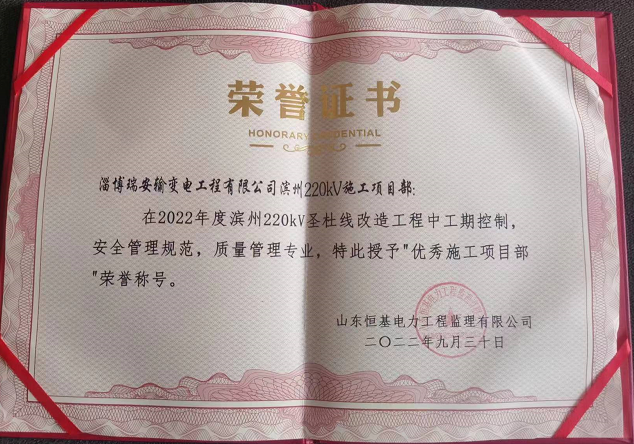 荣誉证书
HONORARY CREDENTIAL
淄博瑞安输变电工程有限公司滨州220kV施工项目部:
在2022年度滨州220kV圣杜线改造工程中工期控制,
安全管理规范，质量管理专业，特此授予"优秀施工项目部
"荣誉称号。
山东恒基电力工程监理有限公司
二〇二二年九月三十日